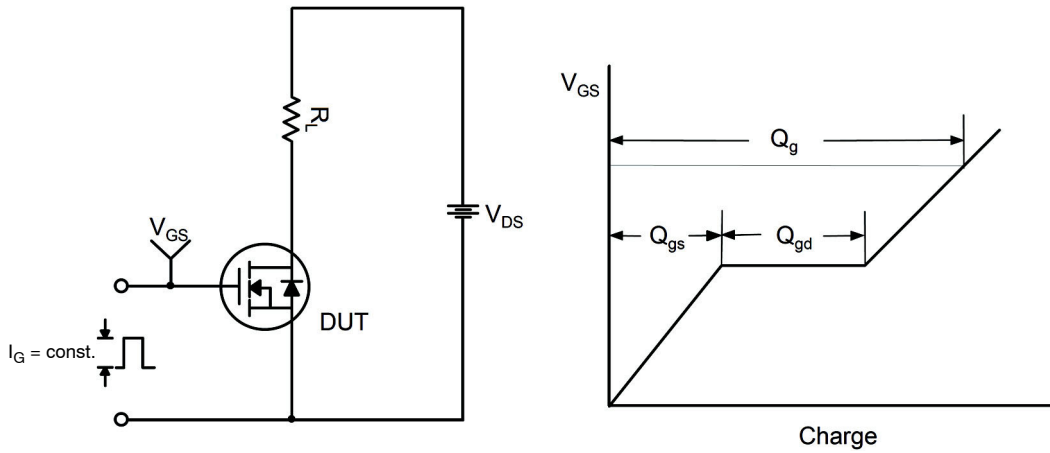 R_L
V_GS
V_DS
DUT
I_G = const.
V_GS
Q_g
Q_gs
Q_gd
Charge